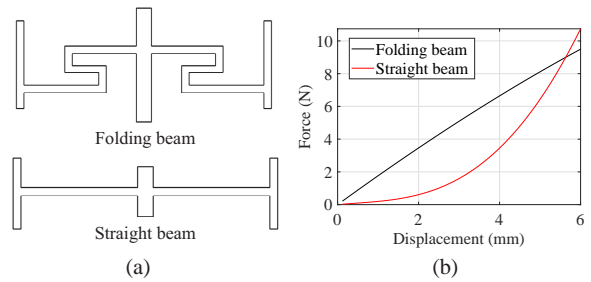 Folding beam
Straight beam
(a)
Force (N)
10
8
6
4
2
0
Folding beam
Straight beam
0
2
4
6
Displacement (mm)
(b)